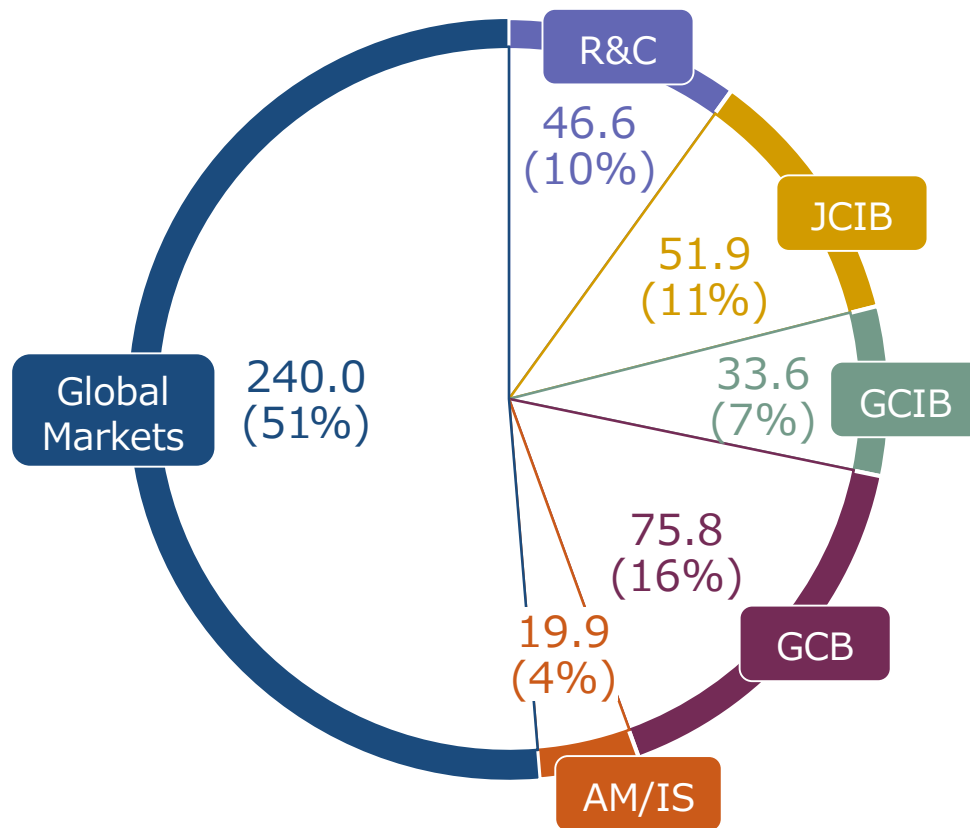 R&C
46.6
(10%)
JCIB
51.9
(11%)
GCIB
33.6
(7%)
GCB
75.8
(16%)
AM/IS
19.9
(4%)
Global
Markets
240.0
(51%)